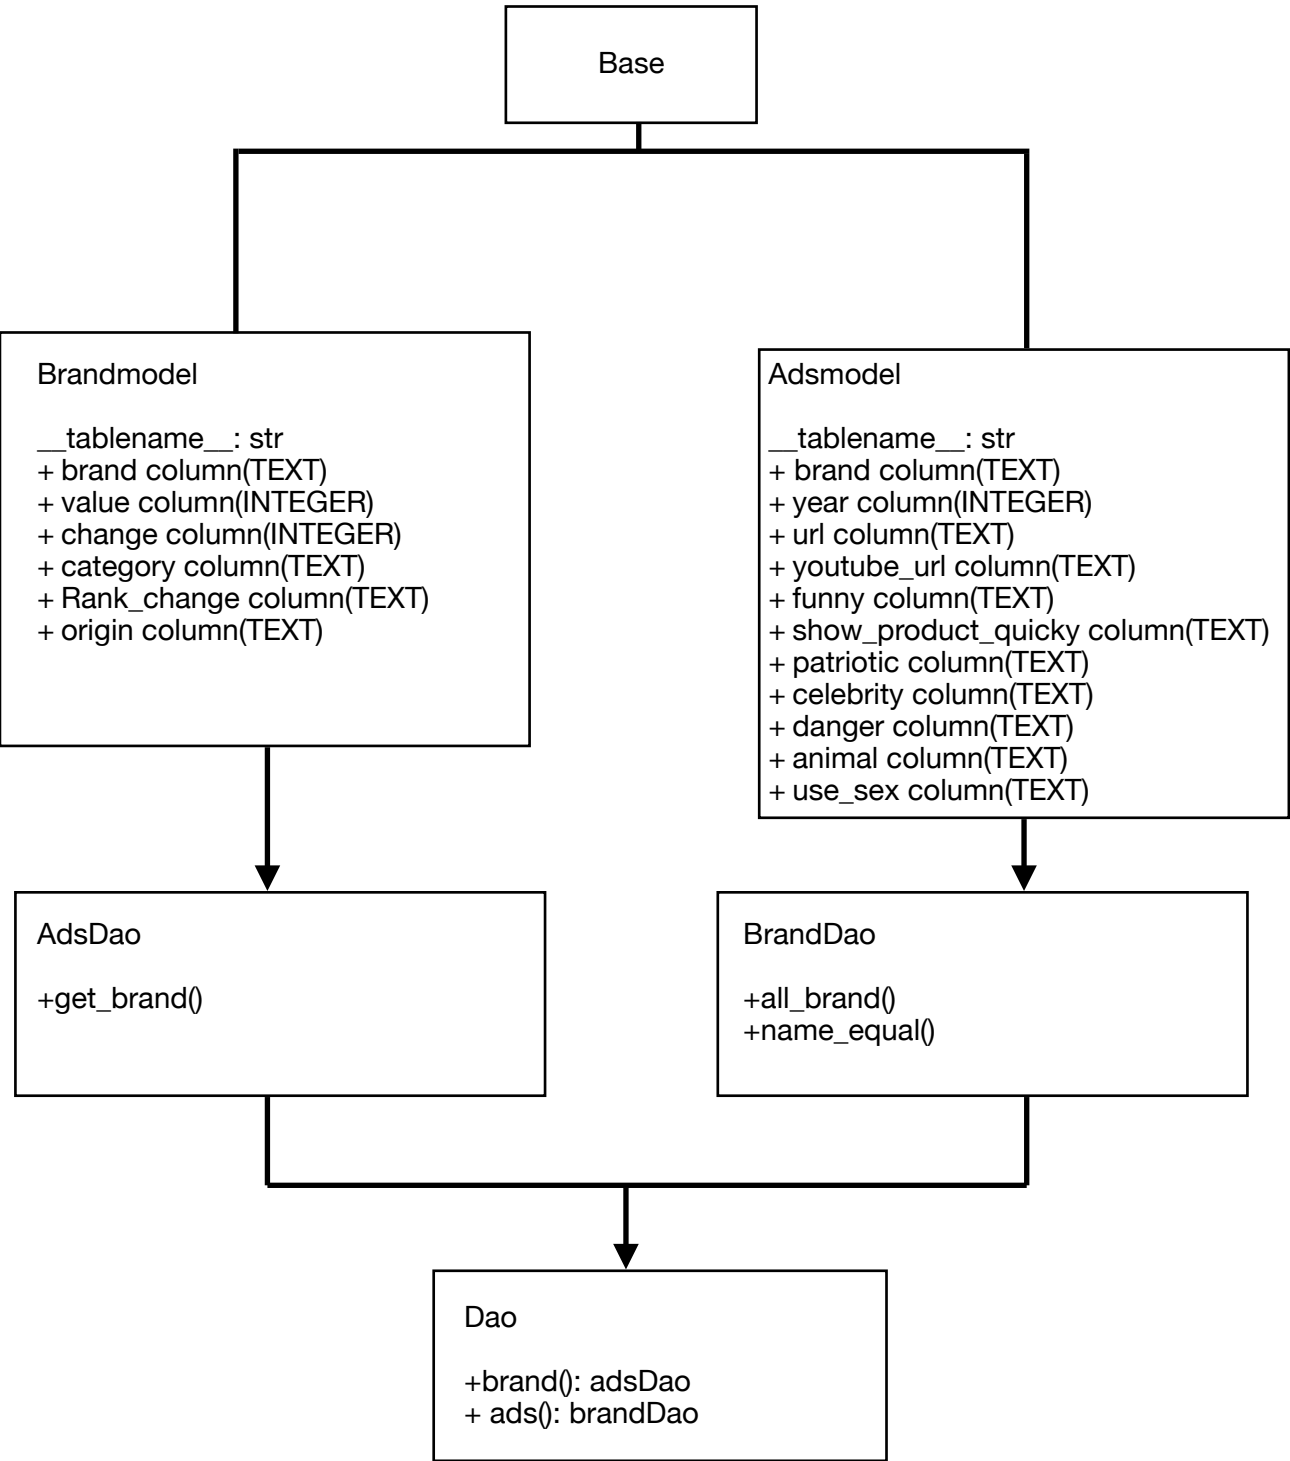 Base
Brandmodel
__tablename__: str
+ brand column(TEXT)
+ value column(INTEGER)
+ change column(INTEGER)
+ category column(TEXT)
+ Rank_change column(TEXT)
+ origin column(TEXT)
Adsmodel
__tablename__: str
+ brand column(TEXT)
+ year column(INTEGER)
+ url column(TEXT)
+ youtube_url column(TEXT)
+ funny column(TEXT)
+ show_product_quicky column(TEXT)
+ patriotic column(TEXT)
+ celebrity column(TEXT)
+ danger column(TEXT)
+ animal column(TEXT)
+ use_sex column(TEXT)
AdsDao
+get_brand()
BrandDao
+all_brand()
+name_equal()
Dao
+brand(): adsDao
+ ads(): brandDao